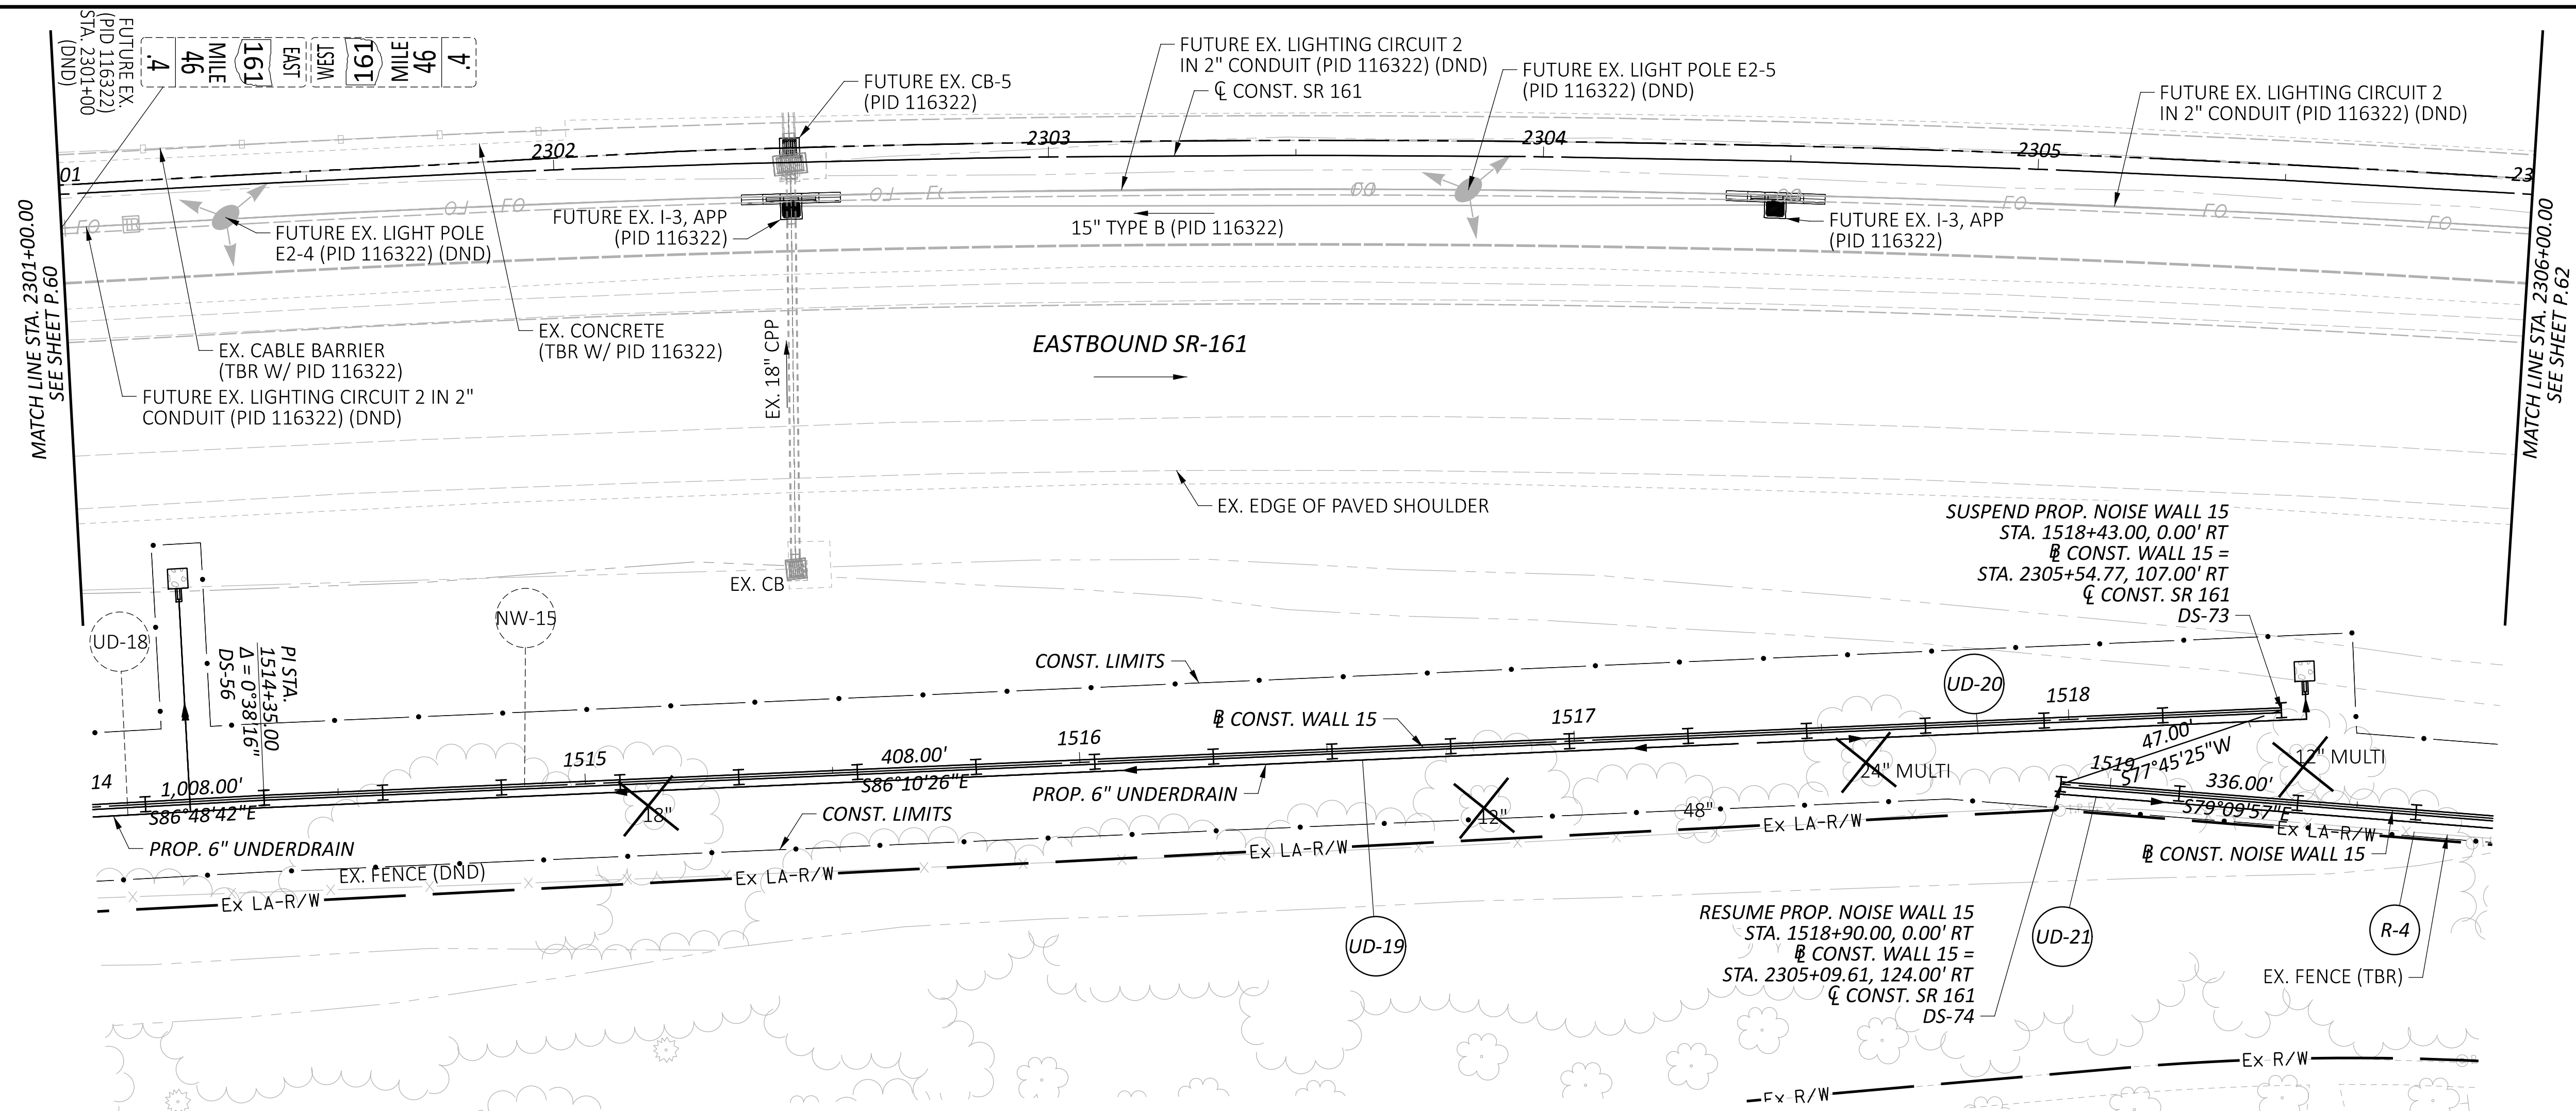 FUTURE EX.
(PID 116322)
STA. 2301+00
(DND)
.4
46
MILE
161
EAST
WEST
161
MILE
46
.4
FUTURE EX. CB-5
(PID 116322)
FUTURE EX. LIGHTING CIRCUIT 2
IN 2" CONDUIT (PID 116322) (DND)
℄ CONST. SR 161
FUTURE EX. LIGHT POLE E2-5
(PID 116322) (DND)
FUTURE EX. LIGHTING CIRCUIT 2
IN 2" CONDUIT (PID 116322) (DND)
01
2302
2303
2304
2305
23
MATCH LINE STA. 2301+00.00
SEE SHEET P.60
MATCH LINE STA. 2306+00.00
SEE SHEET P.62
FUTURE EX. LIGHT POLE
E2-4 (PID 116322) (DND)
FUTURE EX. I-3, APP
(PID 116322)
15" TYPE B (PID 116322)
FUTURE EX. I-3, APP
(PID 116322)
EX. CABLE BARRIER
(TBR W/ PID 116322)
EX. CONCRETE
(TBR W/ PID 116322)
FUTURE EX. LIGHTING CIRCUIT 2 IN 2"
CONDUIT (PID 116322) (DND)
EX. 18" CPP
EASTBOUND SR-161
EX. EDGE OF PAVED SHOULDER
EX. CB
SUSPEND PROP. NOISE WALL 15
STA. 1518+43.00, 0.00' RT
BL CONST. WALL 15 =
STA. 2305+54.77, 107.00' RT
℄ CONST. SR 161
DS-73
UD-18
PI STA.
1514+35.00
Δ = 0°38'16"
DS-56
NW-15
CONST. LIMITS
UD-20
BL CONST. WALL 15
14
1515
1516
1517
1518
1519
1,008.00'
S86°48'42"E
408.00'
S86°10'26"E
47.00'
S77°45'25"W
336.00'
S79°09'57"E
PROP. 6" UNDERDRAIN
PROP. 6" UNDERDRAIN
CONST. LIMITS
18"
12"
48"
24" MULTI
12" MULTI
EX. FENCE (DND)
Ex LA-R/W
Ex LA-R/W
Ex LA-R/W
Ex LA-R/W
Ex LA-R/W
BL CONST. NOISE WALL 15
UD-19
UD-21
R-4
RESUME PROP. NOISE WALL 15
STA. 1518+90.00, 0.00' RT
BL CONST. WALL 15 =
STA. 2305+09.61, 124.00' RT
℄ CONST. SR 161
DS-74
EX. FENCE (TBR)
Ex R/W
Ex R/W